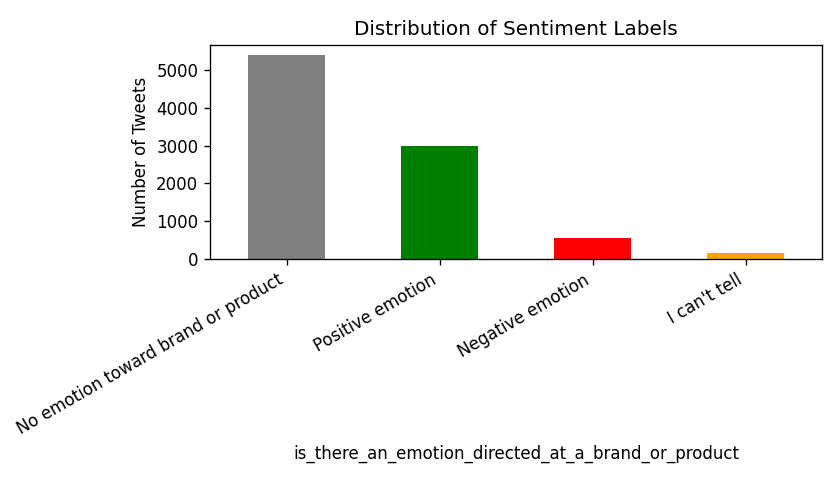 Distribution of Sentiment Labels
Number of Tweets
5000
4000
3000
2000
1000
0
No emotion toward brand or product
Positive emotion
Negative emotion
I can't tell
is_there_an_emotion_directed_at_a_brand_or_product